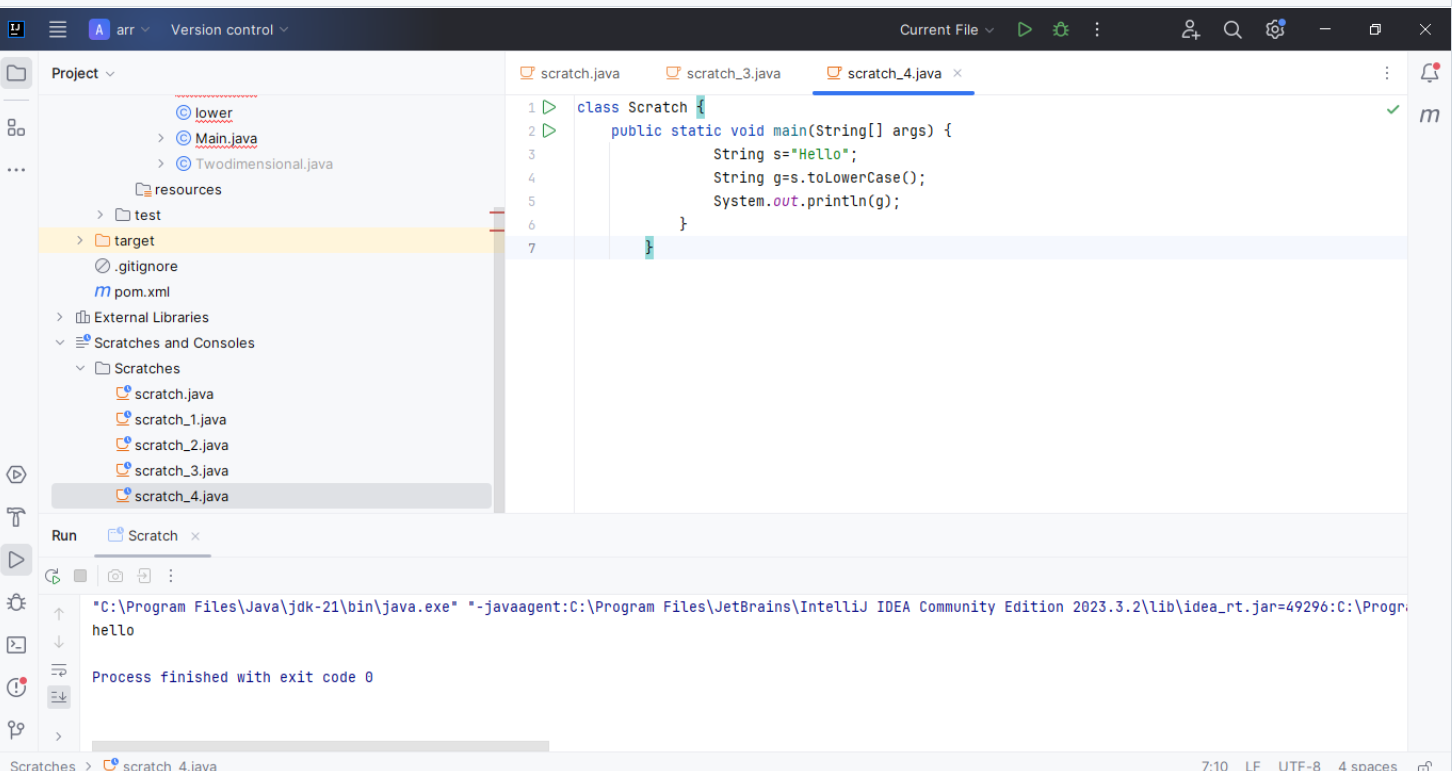 IJ
A arr Version control Current File
Project
lower
Main.java
Twodimensional.java
resources
test
target
.gitignore
m pom.xml
External Libraries
Scratches and Consoles
Scratches
scratch.java
scratch_1.java
scratch_2.java
scratch_3.java
scratch_4.java
scratch.java scratch_3.java scratch_4.java
m
1 class Scratch {
2 public static void main(String[] args) {
3 String s="Hello";
4 String g=s.toLowerCase();
5 System.out.println(g);
6 }
7 }
Run Scratch
"C:\Program Files\Java\jdk-21\bin\java.exe" "-javaagent:C:\Program Files\JetBrains\IntelliJ IDEA Community Edition 2023.3.2\lib\idea_rt.jar=49296:C:\Progr
hello
Process finished with exit code 0
Scratches > scratch_4.java 7:10 LF UTF-8 4 spaces